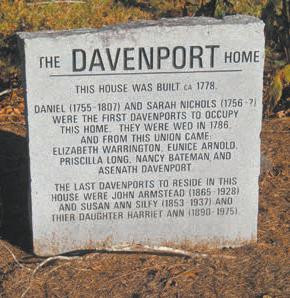 THE DAVENPORT HOME
THIS HOUSE WAS BUILT CA 1778.
DANIEL (1755-1807) AND SARAH NICHOLS (1756-?)
WERE THE FIRST DAVENPORTS TO OCCUPY
THIS HOME. THEY WERE WED IN 1786,
AND FROM THIS UNION CAME:
ELIZABETH WARRINGTON, EUNICE ARNOLD,
PRISCILLA LONG, NANCY BATEMAN, AND
ASENATH DAVENPORT.
THE LAST DAVENPORTS TO RESIDE IN THIS
HOUSE WERE JOHN ARMSTEAD (1865-1928)
AND SUSAN ANN SILFY (1853-1937) AND
THIER DAUGHTER HARRIET ANN (1890-1975)